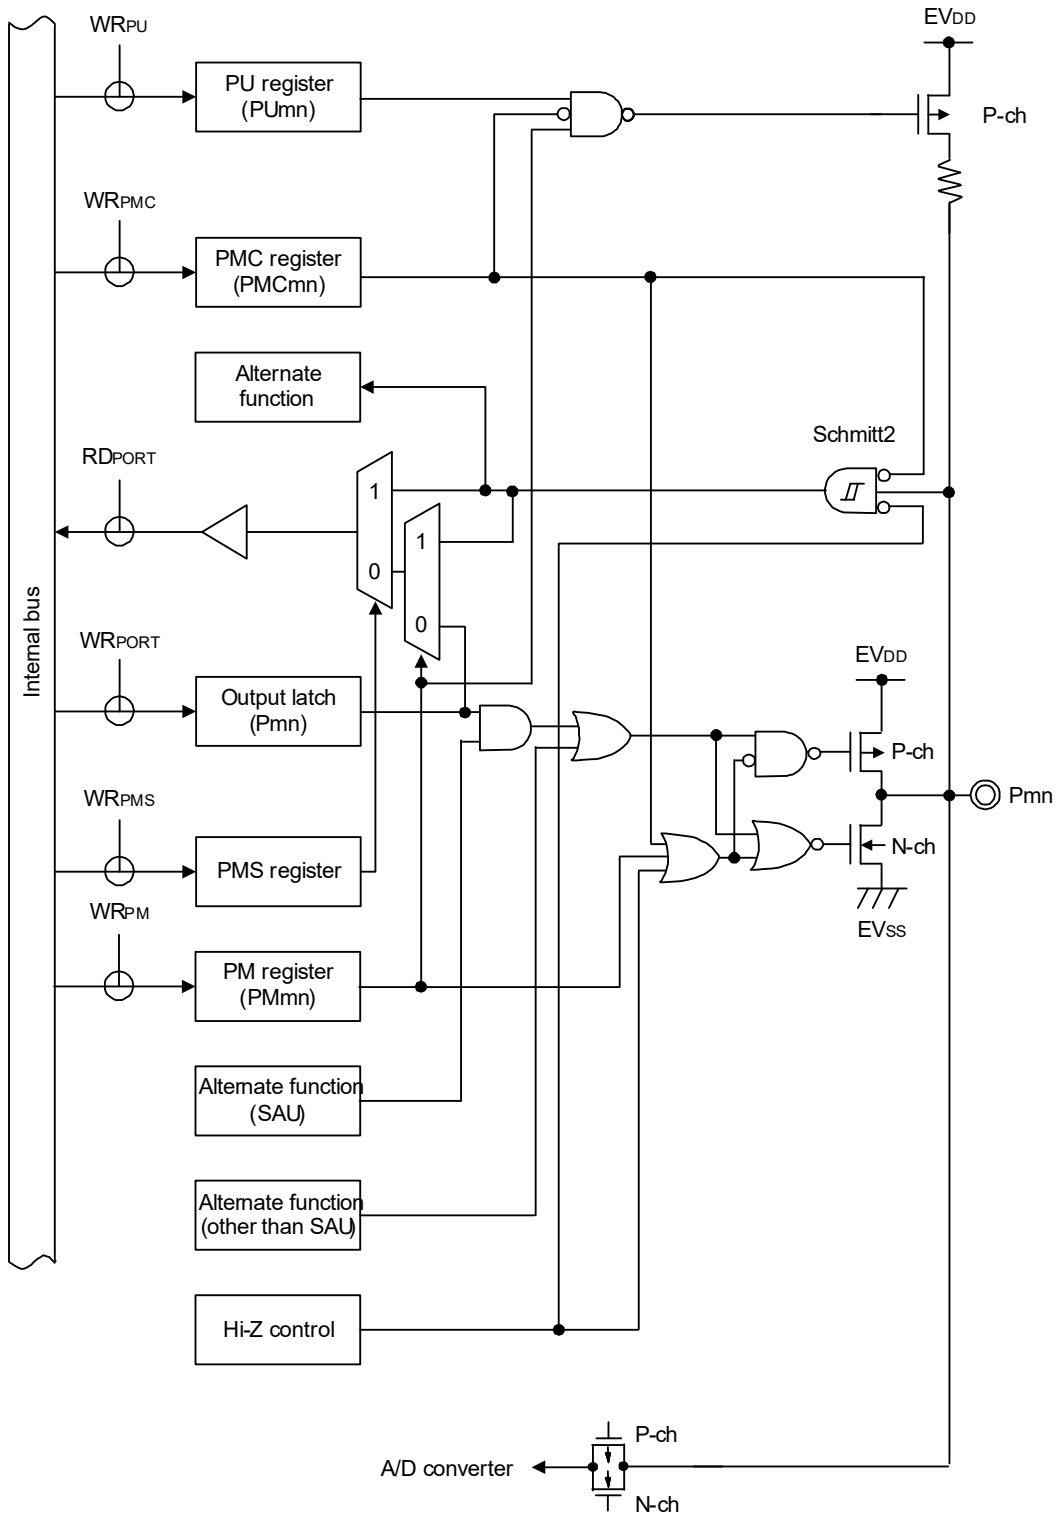 WRPU
EVDD
PU register
(PUmn)
P-ch
WRPMC
PMC register
(PMCmn)
Alternate
function
Schmitt2
RDPORT
1
1
0
0
Internal bus
WRPORT
EVDD
Output latch
(Pmn)
P-ch
WRPMS
Pmn
N-ch
PMS register
WRPM
EVSS
PM register
(PMmn)
Alternate function
(SAU)
Alternate function
(other than SAU)
Hi-Z control
P-ch
A/D converter
N-ch